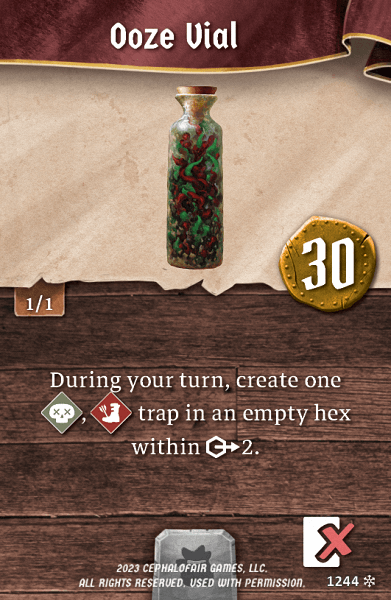 Ooze Vial
30
1/1
During your turn, create one
, trap in an empty hex
within 2.
2023 CEPHALOFAIR GAMES, LLC.
ALL RIGHTS RESERVED. USED WITH PERMISSION.
1244